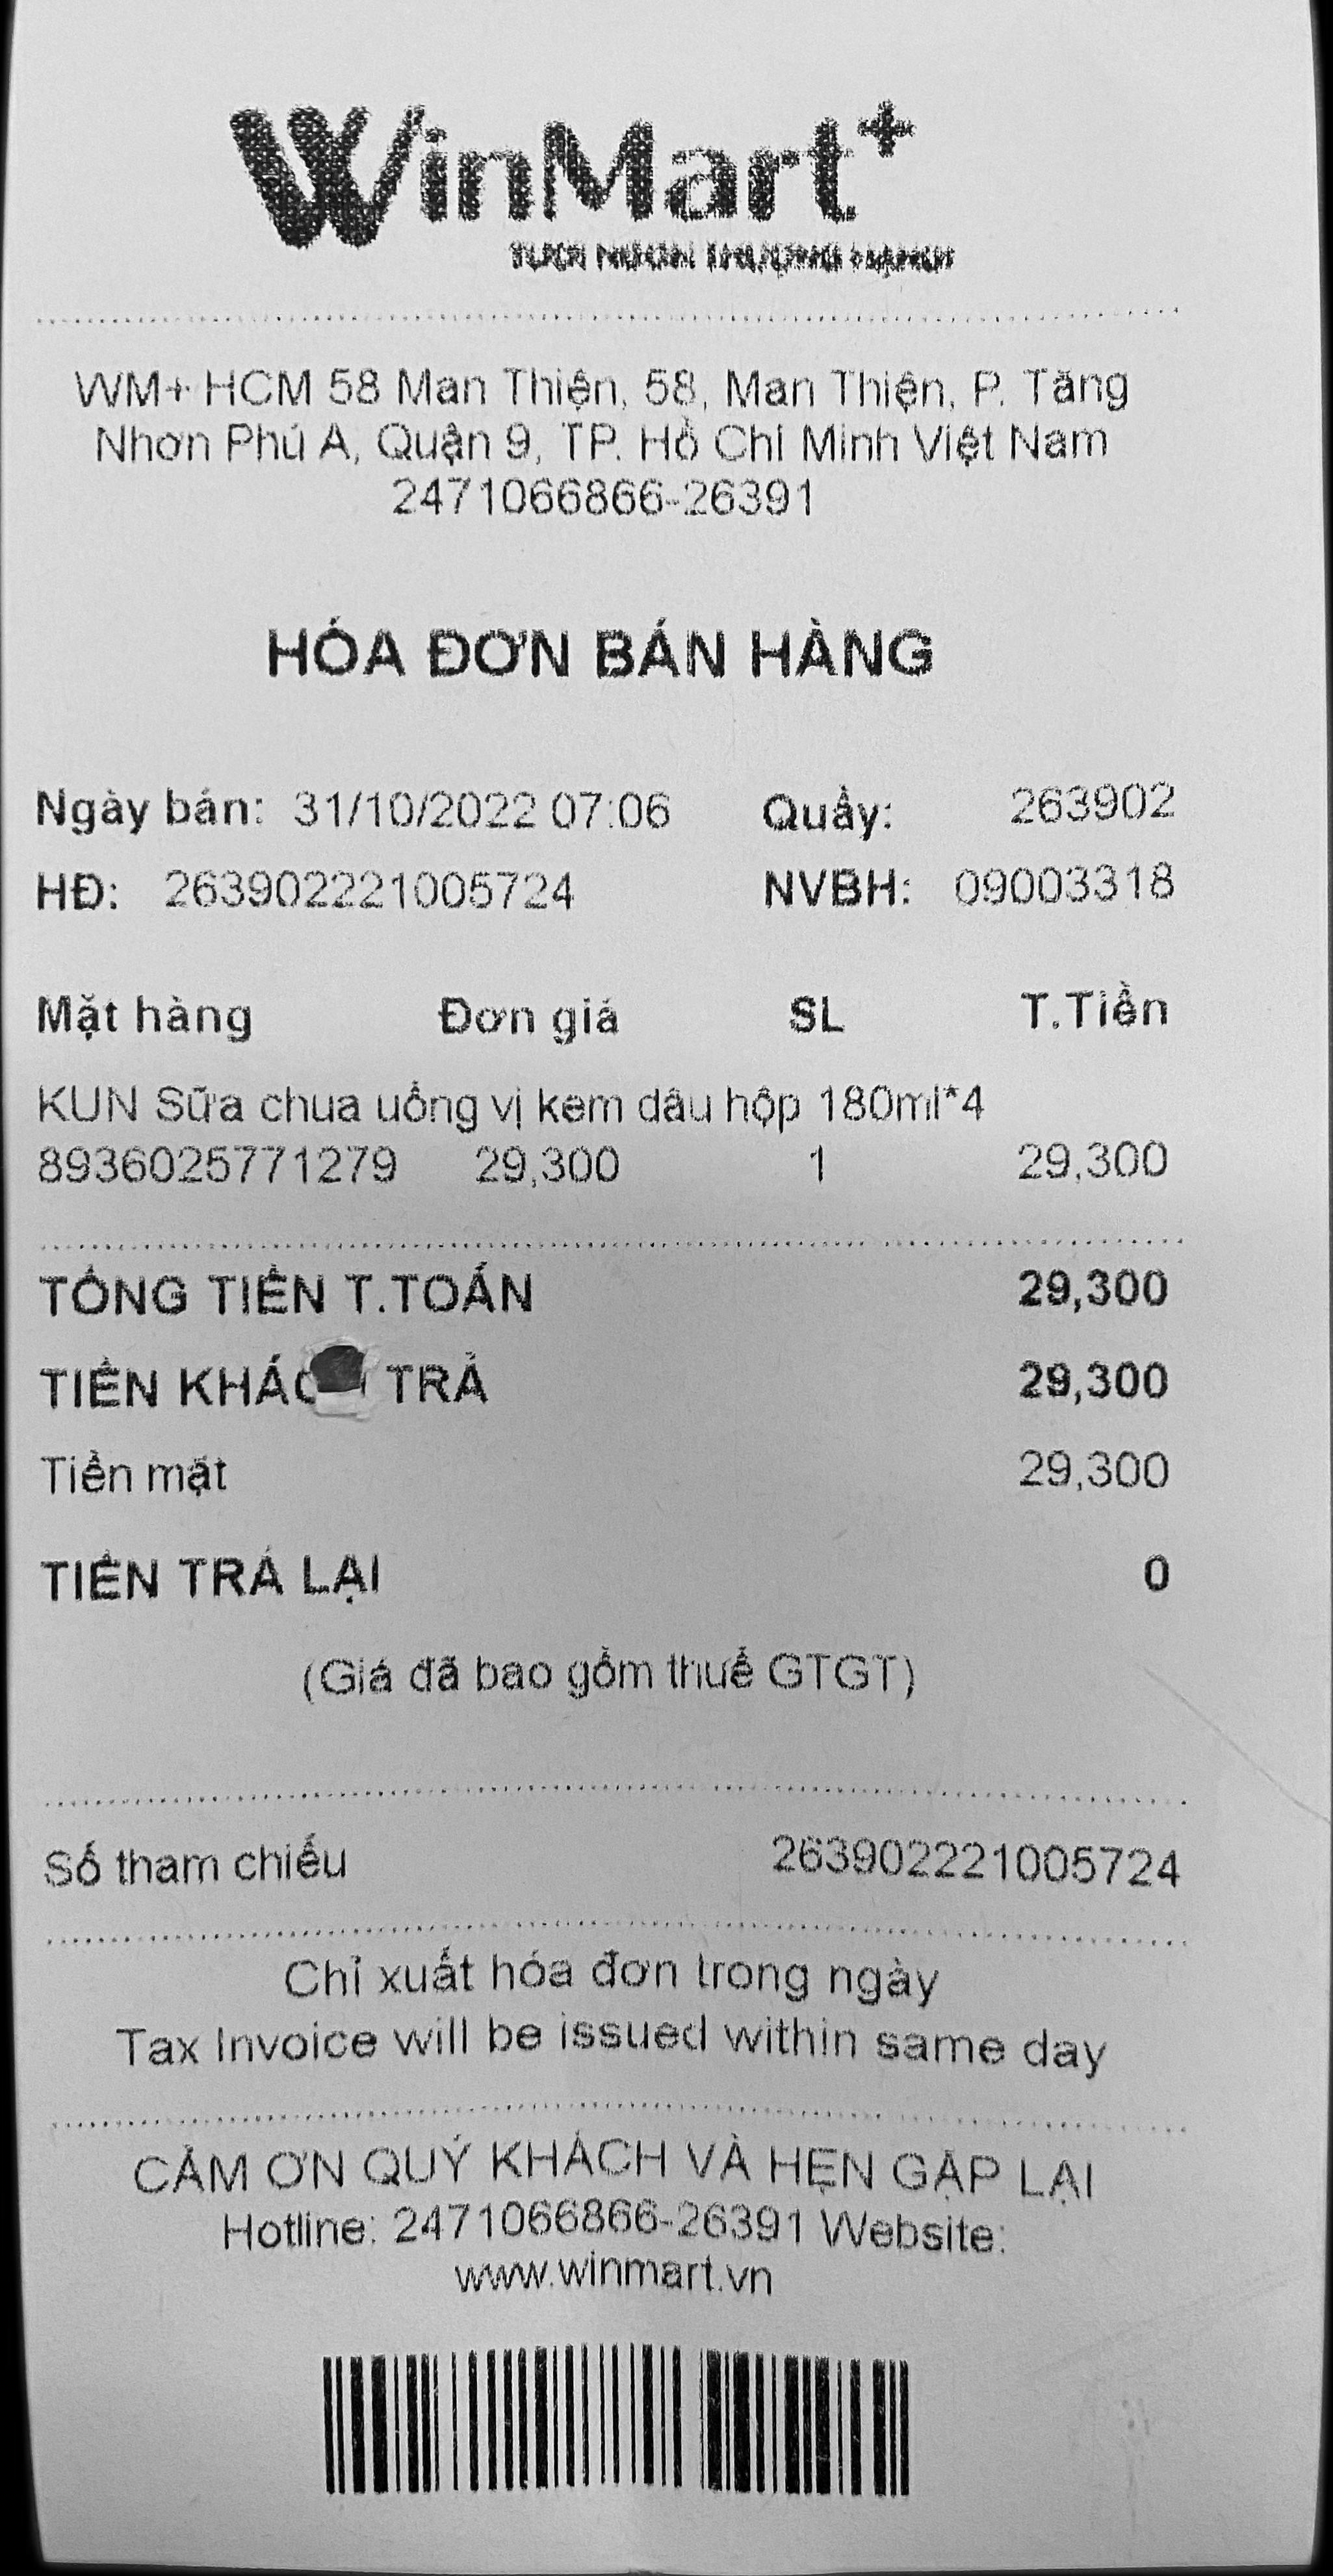 WinMart+
WM+ HCM 58 Man Thiện, 58, Man Thiện, P. Tăng
Nhơn Phú A, Quận 9, TP. Hồ Chí Minh Việt Nam
2471066866-26391
HÓA ĐƠN BÁN HÀNG
Ngày bán: 31/10/2022 07:06 Quầy: 263902
HĐ: 263902221005724 NVBH: 09003318
Mặt hàng Đơn giá SL T.Tiền
KUN Sữa chua uống vị kem dâu hộp 180ml*4
8936025771279 29,300 1 29,300
TỔNG TIỀN T.TOÁN 29,300
TIỀN KHÁCH TRẢ 29,300
Tiền mặt 29,300
TIỀN TRẢ LẠI 0
(Giá đã bao gồm thuế GTGT)
Số tham chiếu 263902221005724
Chỉ xuất hóa đơn trong ngày
Tax Invoice will be issued within same day
CẢM ƠN QUÝ KHÁCH VÀ HẸN GẶP LẠI
Hotline: 2471066866-26391 Website:
www.winmart.vn